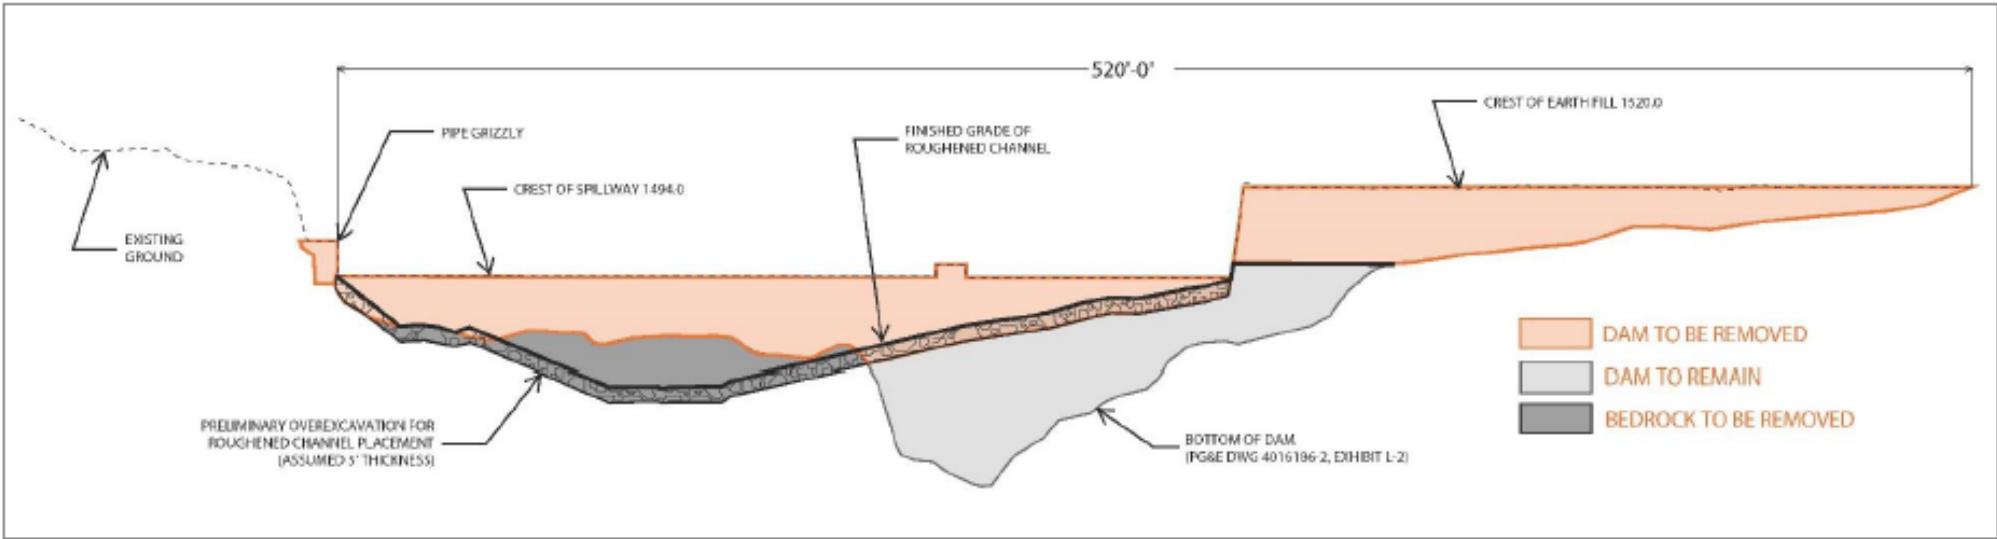 520'-0"
CREST OF EARTH FILL 1520.0
PIPE GRIZZLY
FINISHED GRADE OF
ROUGHENED CHANNEL
CREST OF SPILLWAY 1494.0
EXISTING
GROUND
DAM TO BE REMOVED
DAM TO REMAIN
BEDROCK TO BE REMOVED
PRELIMINARY OVEREXCAVATION FOR
ROUGHENED CHANNEL PLACEMENT
(ASSUMED 5' THICKNESS)
BOTTOM OF DAM
(PG&E DWG 4016196-2, EXHIBIT L-2)